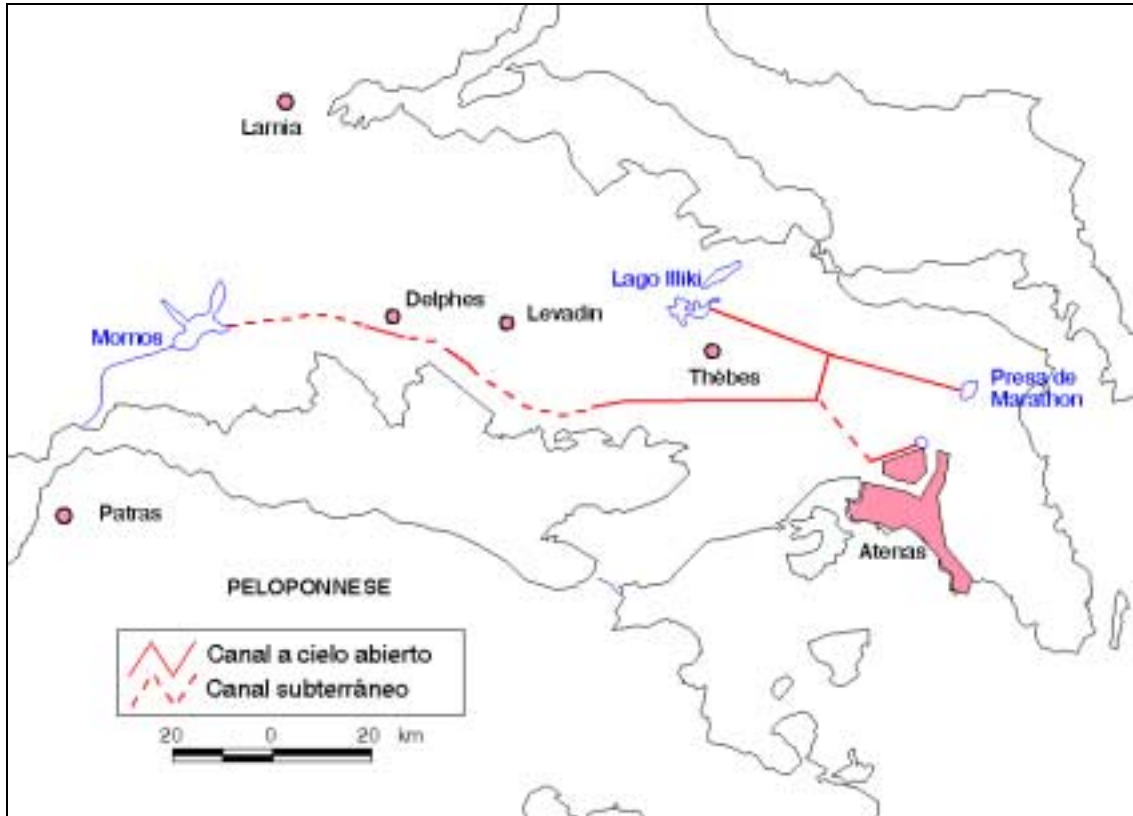 Lamia
Lago Illiki
Delphes
Levadin
Mornos
Thèbes
Presa de
Marathon
Patras
Atenas
PELOPONNESE
Canal a cielo abierto
Canal subterráneo
20 0 20 km